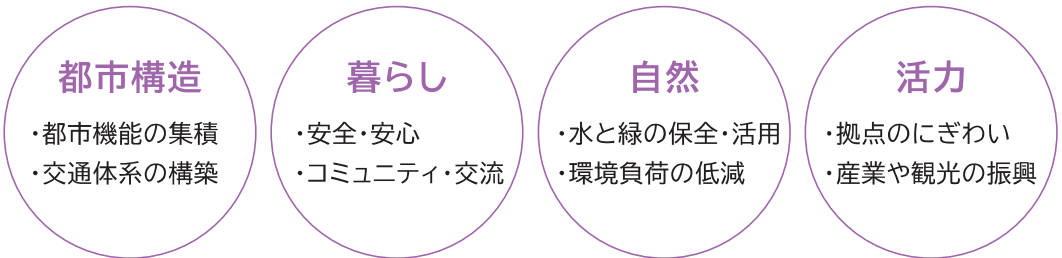 都市構造
・都市機能の集積
・交通体系の構築
暮らし
・安全・安心
・コミュニティ・交流
自然
・水と緑の保全・活用
・環境負荷の低減
活力
・拠点のにぎわい
・産業や観光の振興